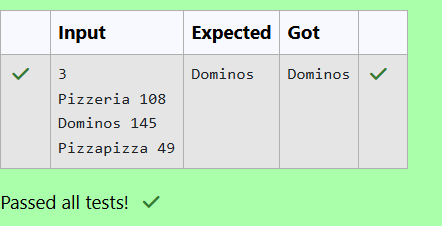 Input Expected Got
3 Dominos Dominos
Pizzeria 108
Dominos 145
Pizzapizza 49
Passed all tests!